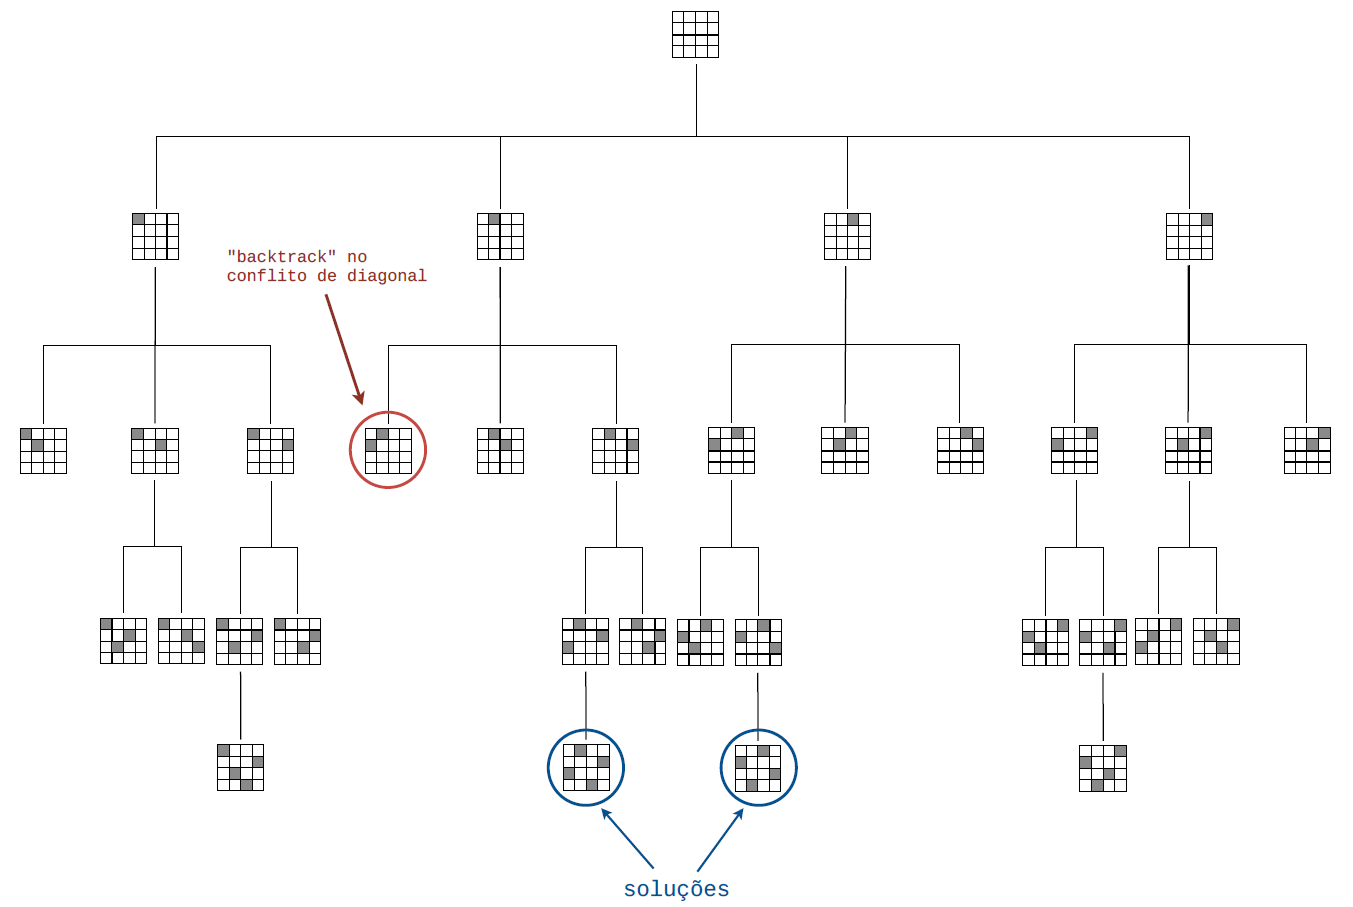 "backtrack" no
conflito de diagonal
soluções